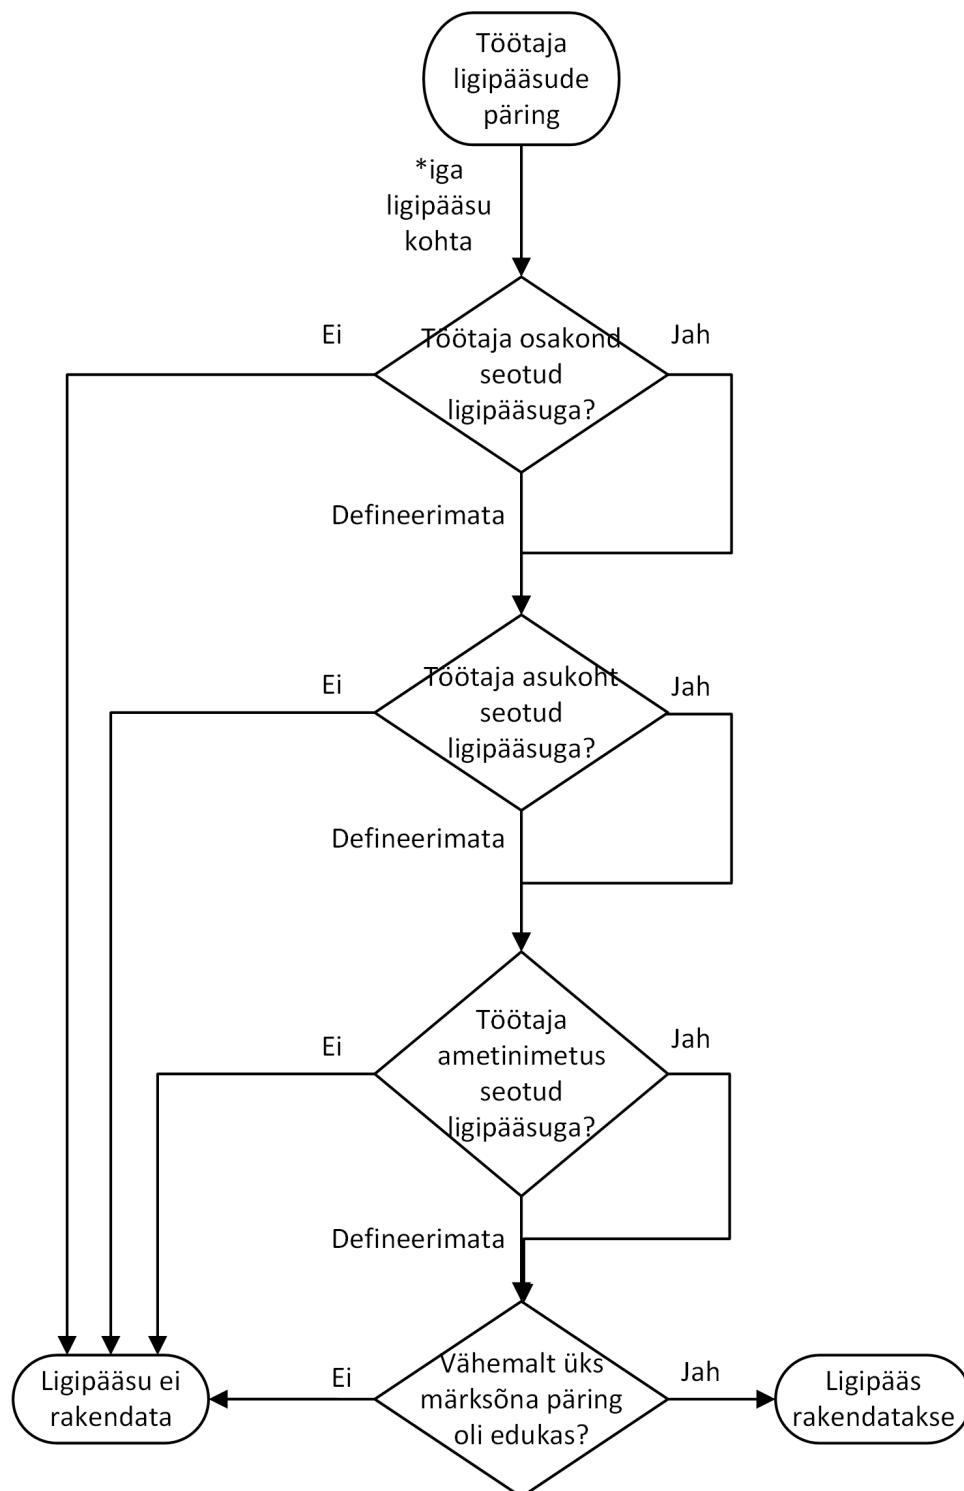 Töötaja
ligipääsude
päring
*iga
ligipääsu
kohta
Ei
Töötaja osakond
seotud
ligipääsuga?
Jah
Defineerimata
Ei
Töötaja asukoht
seotud
ligipääsuga?
Jah
Defineerimata
Ei
Töötaja
ametinimetus
seotud
ligipääsuga?
Jah
Defineerimata
Ligipääsu ei
rakendata
Ei
Vähemalt üks
märksõna päring
oli edukas?
Jah
Ligipääs
rakendatakse